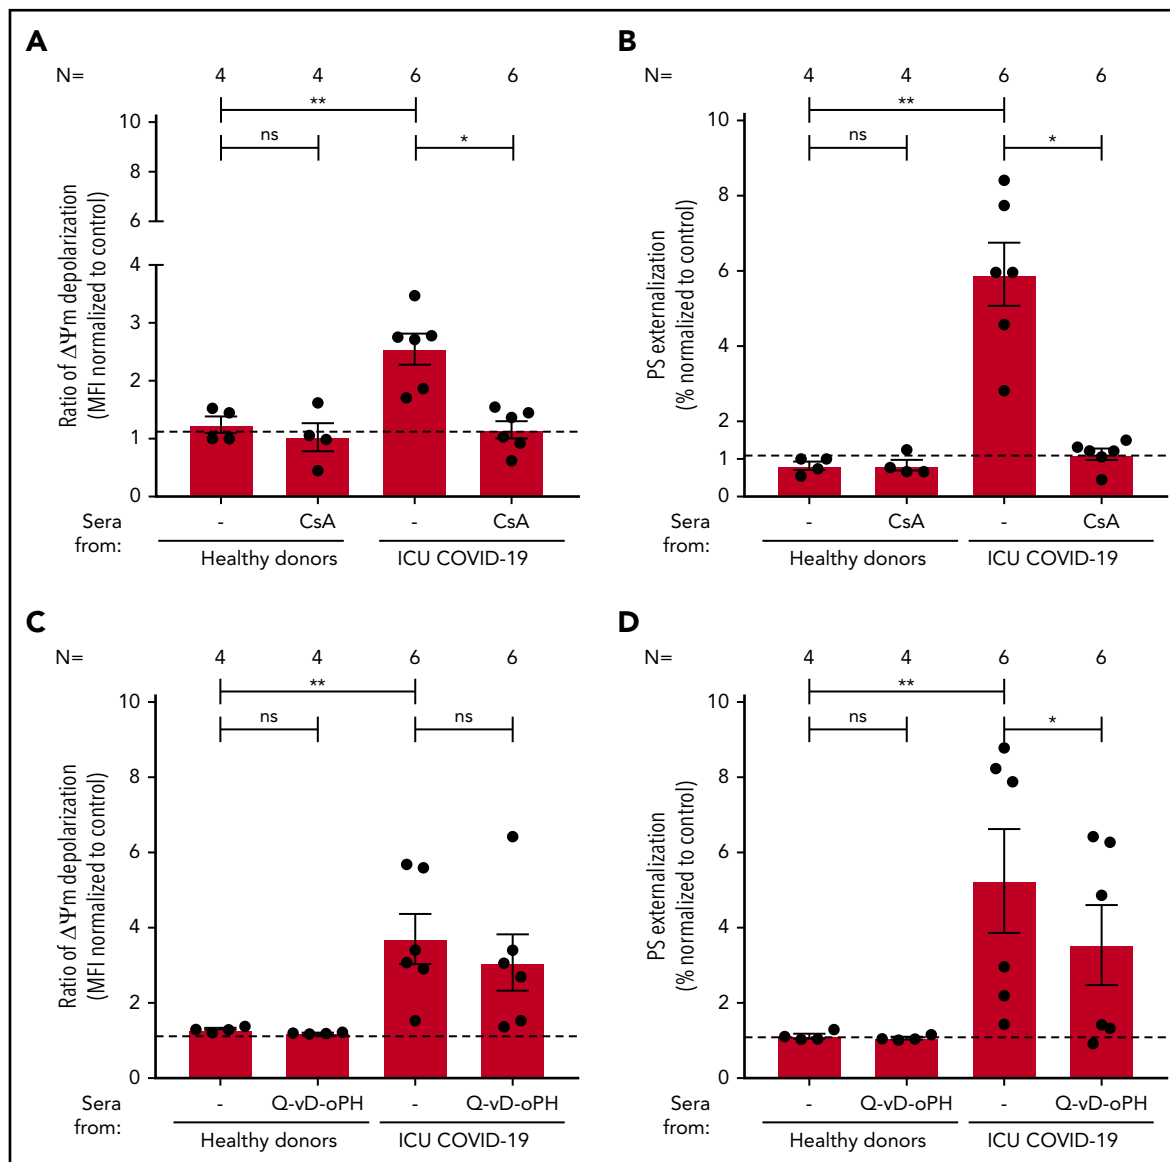 A
N= 4 4 6 6
**
ns *
10
8
6
4
3
2
1
0
Ratio of ΔΨm depolarization
(MFI normalized to control)
Sera from: - CsA - CsA
Healthy donors ICU COVID-19
B
N= 4 4 6 6
**
ns *
10
8
6
4
2
1
0
PS externalization
(% normalized to control)
Sera from: - CsA - CsA
Healthy donors ICU COVID-19
C
N= 4 4 6 6
**
ns ns
10
8
6
4
2
0
Ratio of ΔΨm depolarization
(MFI normalized to control)
Sera from: - Q-vD-oPH - Q-vD-oPH
Healthy donors ICU COVID-19
D
N= 4 4 6 6
**
ns *
10
8
6
4
2
0
PS externalization
(% normalized to control)
Sera from: - Q-vD-oPH - Q-vD-oPH
Healthy donors ICU COVID-19